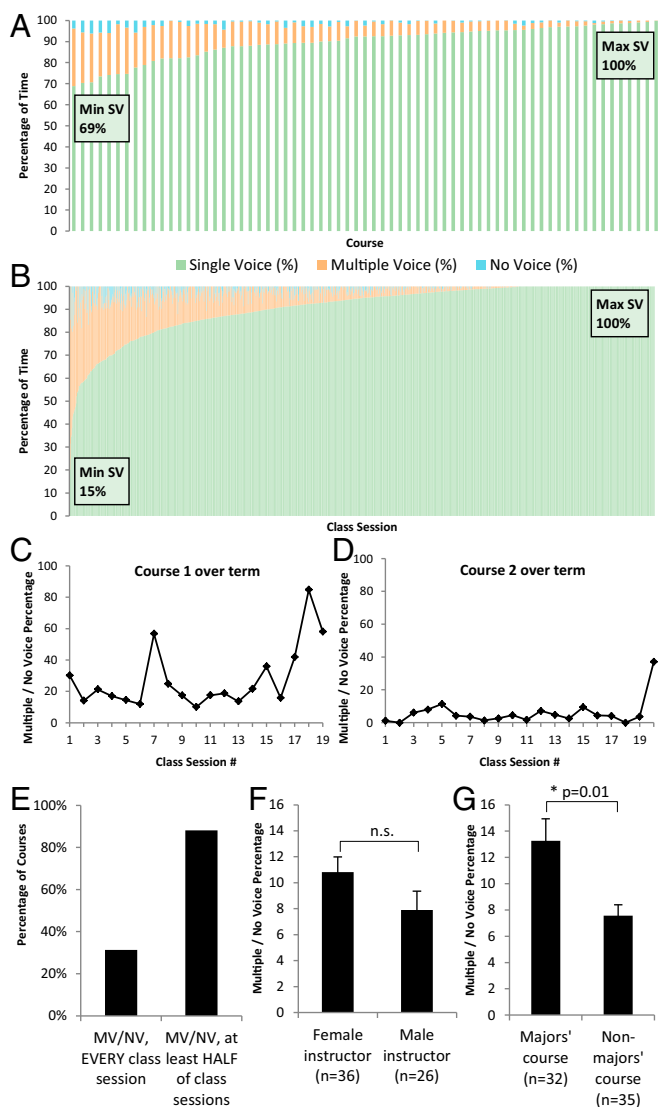 A
100
90
80
70
60
50
40
30
20
10
0
Percentage of Time
Min SV
69%
Max SV
100%
Course
Single Voice (%) Multiple Voice (%) No Voice (%)
B
100
90
80
70
60
50
40
30
20
10
0
Percentage of Time
Min SV
15%
Max SV
100%
Class Session
C
Course 1 over term
100
80
60
40
20
0
Multiple / No Voice Percentage
1 3 5 7 9 11 13 15 17 19
Class Session #
D
Course 2 over term
100
80
60
40
20
0
Multiple / No Voice Percentage
1 3 5 7 9 11 13 15 17 19
Class Session #
E
100%
80%
60%
40%
20%
0%
Percentage of Courses
MV/NV,
EVERY class
session
MV/NV, at
least HALF
of class
sessions
F
16
14
12
10
8
6
4
2
0
Multiple / No Voice Percentage
n.s.
Female
instructor
(n=36)
Male
instructor
(n=26)
G
* p=0.01
16
14
12
10
8
6
4
2
0
Multiple / No Voice Percentage
Majors'
course
(n=32)
Non-
majors'
course
(n=35)